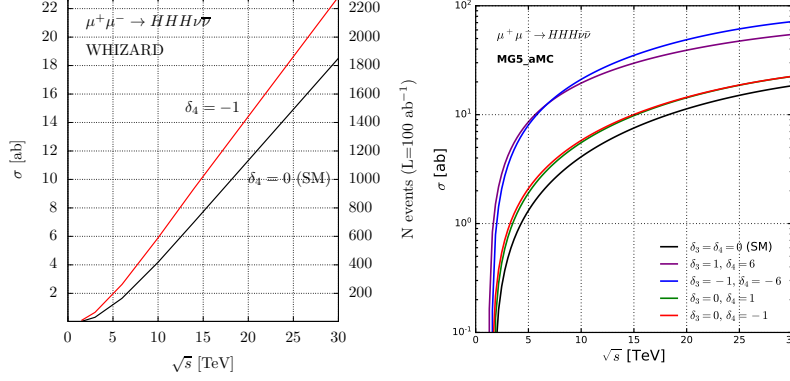 22
20
18
16
14
12
10
8
6
4
2
0
5
10
15
20
25
30
σ [ab]
√s [TeV]
μ⁺μ⁻ → HHHνν̅
WHIZARD
δ₄ = −1
δ₄ = 0 (SM)
2200
2000
1800
1600
1400
1200
1000
800
600
400
200
N events (L=100 ab⁻¹)
10²
10¹
10⁰
10⁻¹
0
5
10
15
20
25
30
σ [ab]
√s [TeV]
μ⁺μ⁻ → HHHνν̅
MG5_aMC
δ₃ = δ₄ = 0 (SM)
δ₃ = 1, δ₄ = 6
δ₃ = −1, δ₄ = −6
δ₃ = 0, δ₄ = 1
δ₃ = 0, δ₄ = −1